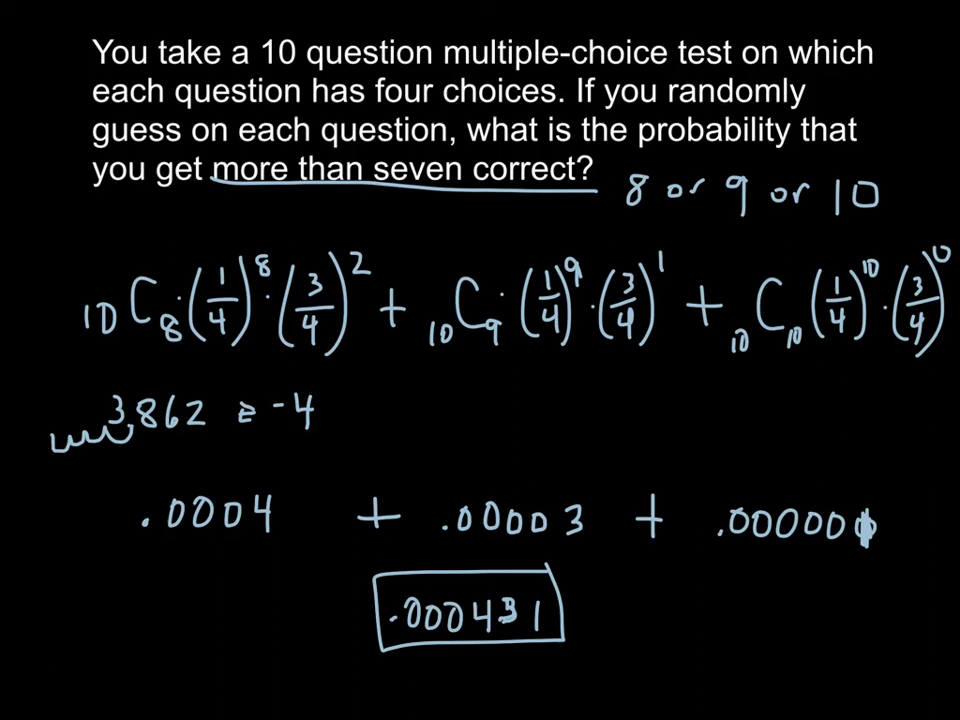 You take a 10 question multiple-choice test on which
each question has four choices. If you randomly
guess on each question, what is the probability that
you get more than seven correct?
8 or 9 or 10
10C8 · (1/4)^8 · (3/4)^2 + 10C9 · (1/4)^9 · (3/4)^1 + 10C10 (1/4)^10 · (3/4)^0
3.862 E -4
.0004 + .00003 + .000001
.000431